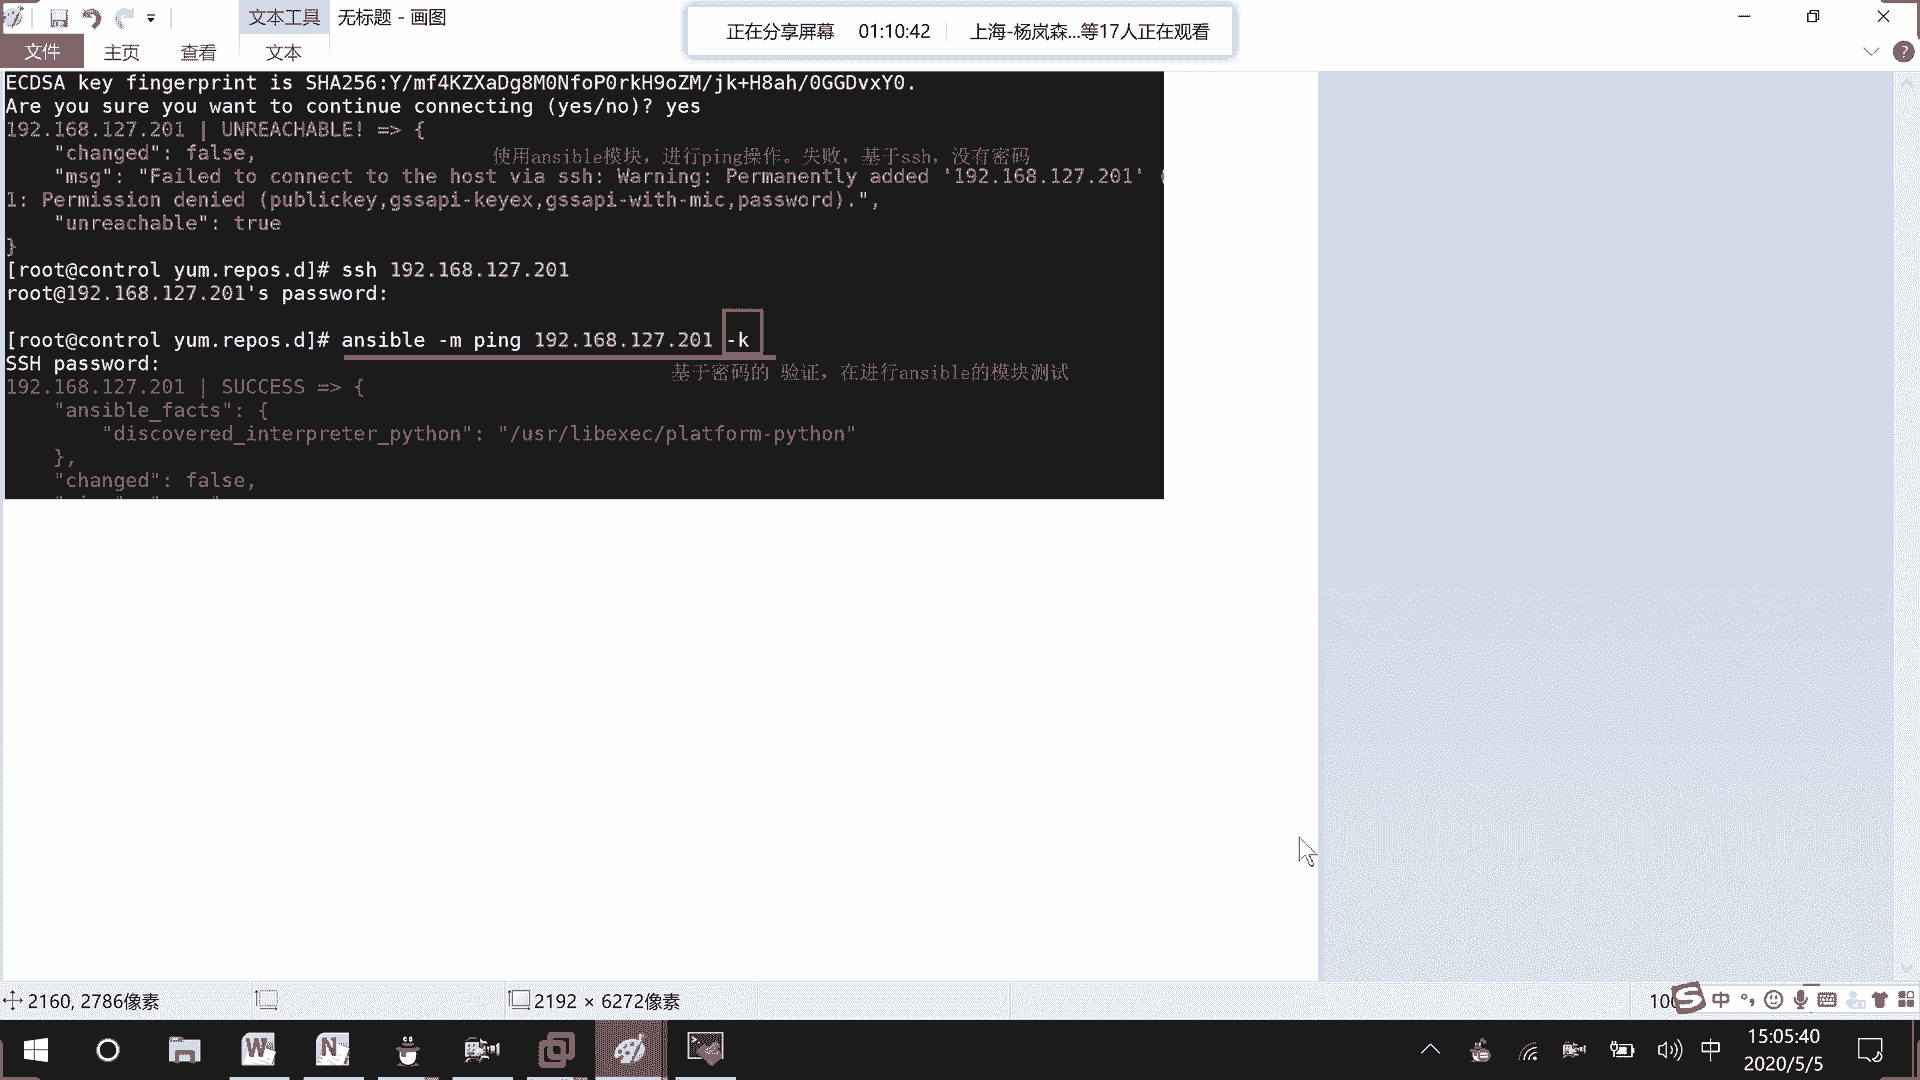 文本工具
无标题 - 画图
正在分享屏幕 01:10:42 上海-杨岚森...等17人正在观看
文件 主页 查看 文本
ECDSA key fingerprint is SHA256:Y/mf4KZXaDg8M0NfoP0rkH9oZM/jk+H8ah/0GGDvxY0.
Are you sure you want to continue connecting (yes/no)? yes
192.168.127.201 | UNREACHABLE! => {
"changed": false,
使用ansible模块，进行ping操作。失败，基于ssh，没有密码
"msg": "Failed to connect to the host via ssh: Warning: Permanently added '192.168.127.201' (
1: Permission denied (publickey,gssapi-keyex,gssapi-with-mic,password).",
"unreachable": true
}
[root@control yum.repos.d]# ssh 192.168.127.201
root@192.168.127.201's password:
[root@control yum.repos.d]# ansible -m ping 192.168.127.201 -k
SSH password:
基于密码的 验证，在进行ansible的模块测试
192.168.127.201 | SUCCESS => {
"ansible_facts": {
"discovered_interpreter_python": "/usr/libexec/platform-python"
},
"changed": false,
2160, 2786像素
2192 × 6272像素
中
中
15:05:40
2020/5/5